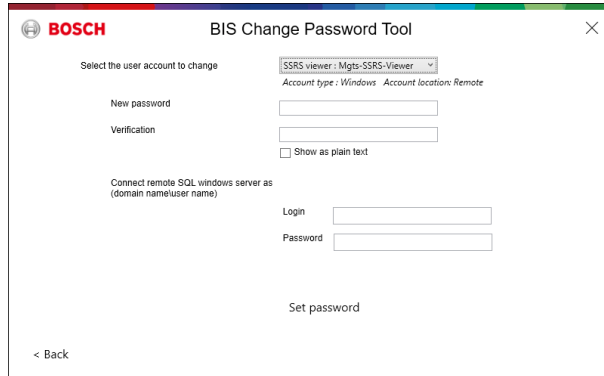 BOSCH
BIS Change Password Tool
Select the user account to change
SSRS viewer : Mgts-SSRS-Viewer
Account type : Windows Account location: Remote
New password
Verification
Show as plain text
Connect remote SQL windows server as
(domain name\user name)
Login
Password
Set password
< Back